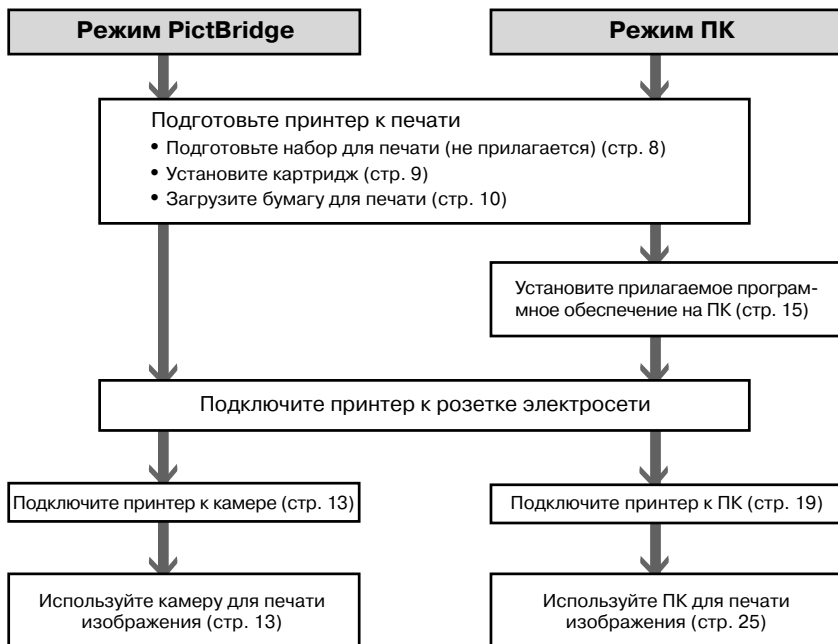 Режим PictBridge
Режим ПК
Подготовьте принтер к печати
• Подготовьте набор для печати (не прилагается) (стр. 8)
• Установите картридж (стр. 9)
• Загрузите бумагу для печати (стр. 10)
Установите прилагаемое програм-
мное обеспечение на ПК (стр. 15)
Подключите принтер к розетке электросети
Подключите принтер к камере (стр. 13)
Подключите принтер к ПК (стр. 19)
Используйте камеру для печати
изображения (стр. 13)
Используйте ПК для печати
изображения (стр. 25)